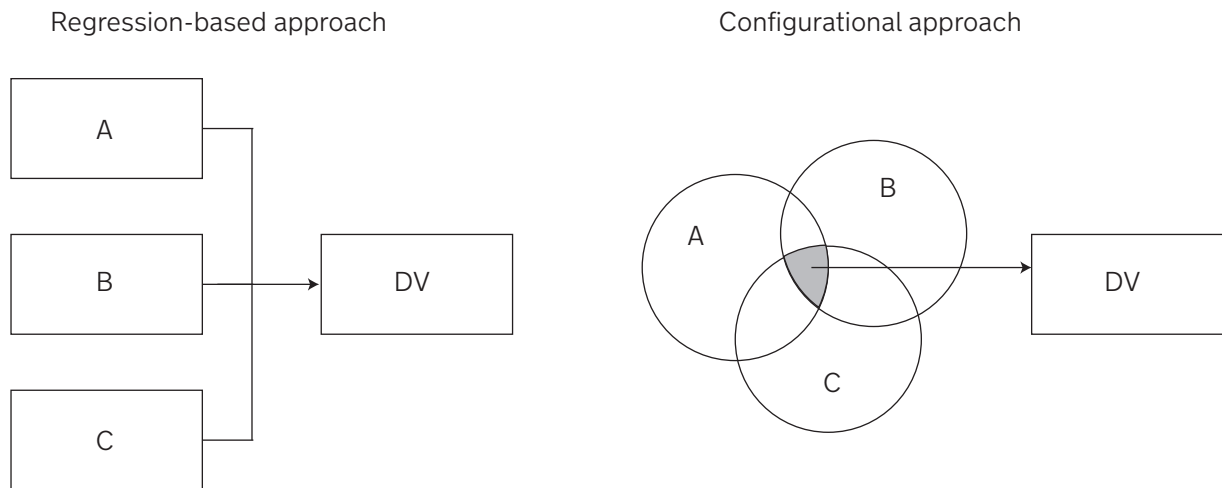 Regression-based approach
A
B
C
DV
Configurational approach
A
B
C
DV